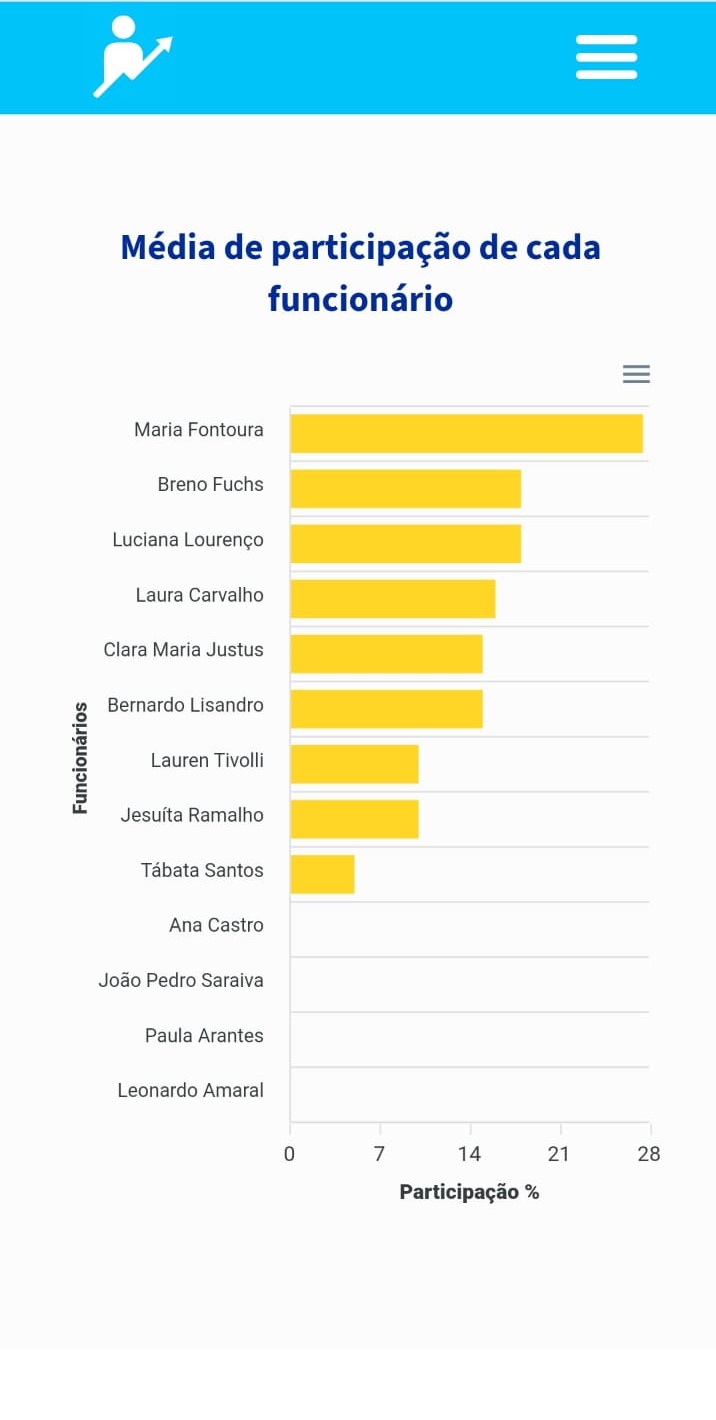 Média de participação de cada
funcionário
Maria Fontoura
Breno Fuchs
Luciana Lourenço
Laura Carvalho
Clara Maria Justus
Bernardo Lisandro
Lauren Tivolli
Jesuíta Ramalho
Tábata Santos
Ana Castro
João Pedro Saraiva
Paula Arantes
Leonardo Amaral
Funcionários
0 7 14 21 28
Participação %